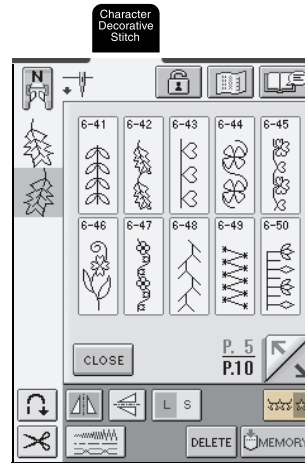 Character
Decorative
Stitch
N
6-41 6-42 6-43 6-44 6-45
6-46 6-47 6-48 6-49 6-50
CLOSE
P. 5
P.10
L S
DELETE MEMORY